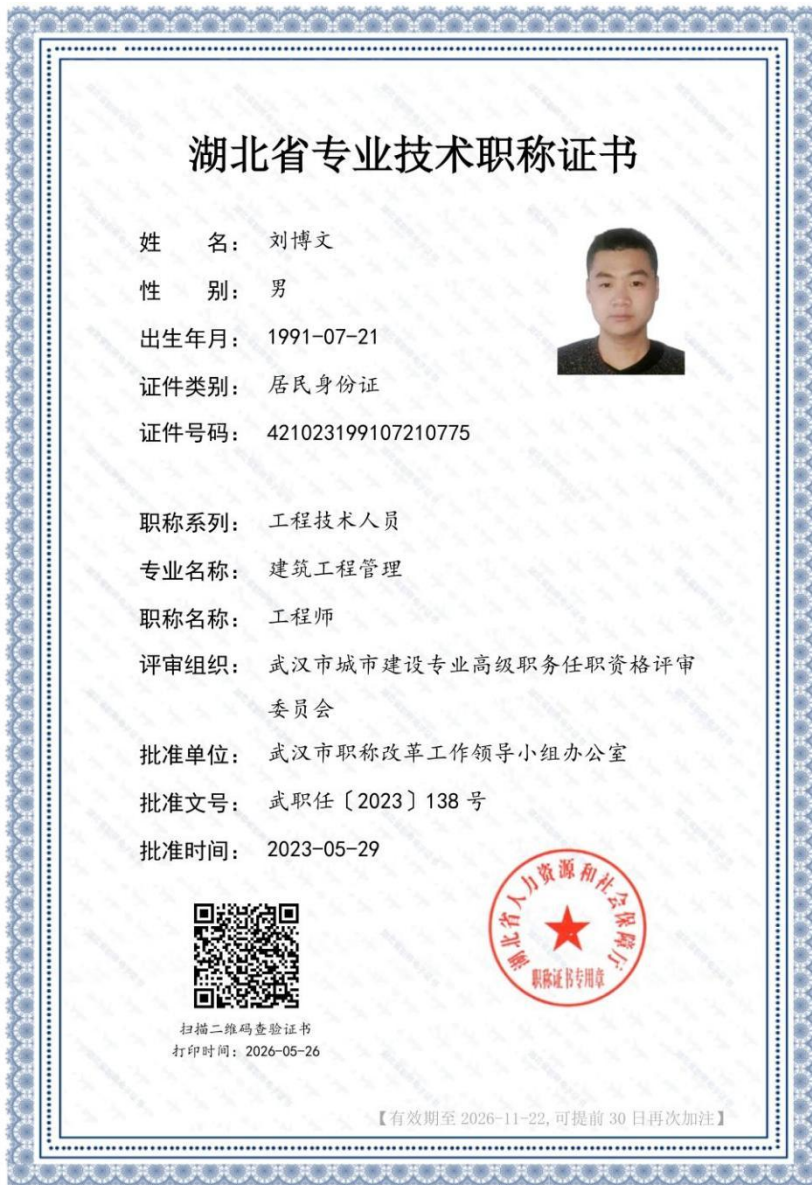 湖北省专业技术职称证书
姓 名： 刘博文
性 别： 男
出生年月： 1991-07-21
证件类别： 居民身份证
证件号码： 421023199107210775
职称系列： 工程技术人员
专业名称： 建筑工程管理
职称名称： 工程师
评审组织： 武汉市城市建设专业高级职务任职资格评审
委员会
批准单位： 武汉市职称改革工作领导小组办公室
批准文号： 武职任〔2023〕138 号
批准时间： 2023-05-29
湖北省人力资源和社会保障厅
职称证书专用章
扫描二维码查验证书
打印时间：2026-05-26
【有效期至 2026-11-22,可提前 30 日再次加注】